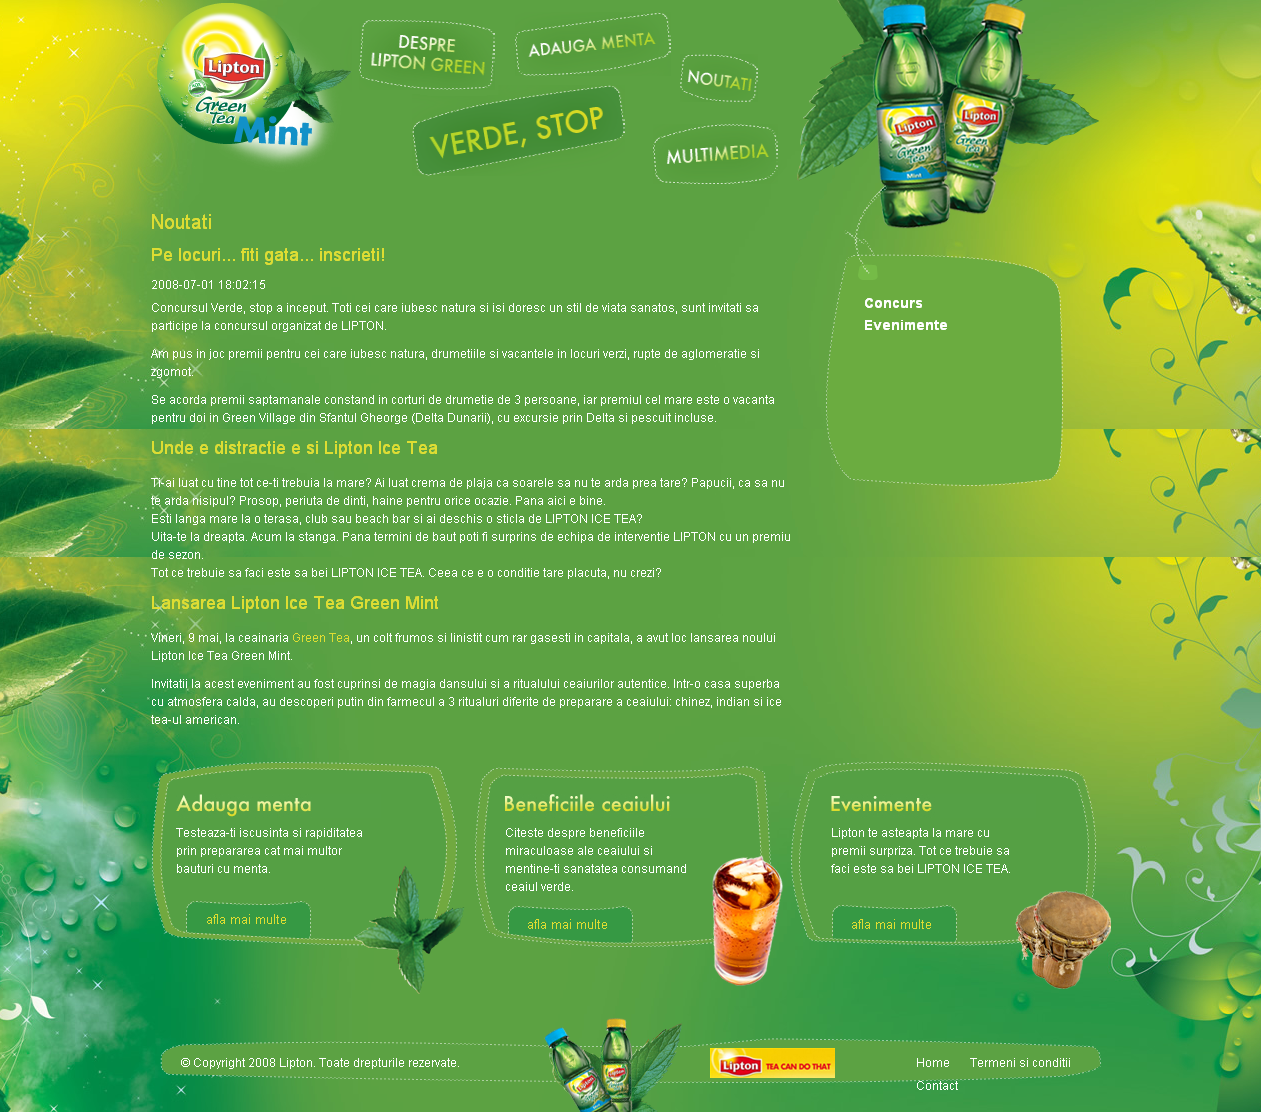 Lipton
Green
Tea
Mint
DESPRE
LIPTON GREEN
ADAUGA MENTA
NOUTATI
VERDE, STOP
MULTIMEDIA
Lipton
Green
Tea
Mint
Lipton
Green
Tea
Noutati
Pe locuri... fiti gata... inscrieti!
2008-07-01 18:02:15
Concursul Verde, stop a inceput. Toti cei care iubesc natura si isi doresc un stil de viata sanatos, sunt invitati sa
participe la concursul organizat de LIPTON.
Am pus in joc premii pentru cei care iubesc natura, drumetiile si vacantele in locuri verzi, rupte de aglomeratie si
zgomot.
Se acorda premii saptamanale constand in corturi de drumetie de 3 persoane, iar premiul cel mare este o vacanta
pentru doi in Green Village din Sfantul Gheorge (Delta Dunarii), cu excursie prin Delta si pescuit incluse.
Unde e distractie e si Lipton Ice Tea
Ti-ai luat cu tine tot ce-ti trebuia la mare? Ai luat crema de plaja ca soarele sa nu te arda prea tare? Papucii, ca sa nu
te arda nisipul? Prosop, periuta de dinti, haine pentru orice ocazie. Pana aici e bine.
Esti langa mare la o terasa, club sau beach bar si ai deschis o sticla de LIPTON ICE TEA?
Uita-te la dreapta. Acum la stanga. Pana termini de baut poti fi surprins de echipa de interventie LIPTON cu un premiu
de sezon.
Tot ce trebuie sa faci este sa bei LIPTON ICE TEA. Ceea ce e o conditie tare placuta, nu crezi?
Lansarea Lipton Ice Tea Green Mint
Vineri, 9 mai, la ceainaria Green Tea, un colt frumos si linistit cum rar gasesti in capitala, a avut loc lansarea noului
Lipton Ice Tea Green Mint.
Invitatii la acest eveniment au fost cuprinsi de magia dansului si a ritualului ceaiurilor autentice. Intr-o casa superba
cu atmosfera calda, au descoperi putin din farmecul a 3 ritualuri diferite de preparare a ceaiului: chinez, indian si ice
tea-ul american.
Concurs
Evenimente
Adauga menta
Testeaza-ti iscusinta si rapiditatea
prin prepararea cat mai multor
bauturi cu menta.
afla mai multe
Beneficiile ceaiului
Citeste despre beneficiile
miraculoase ale ceaiului si
mentine-ti sanatatea consumand
ceaiul verde.
afla mai multe
Evenimente
Lipton te asteapta la mare cu
premii surpriza. Tot ce trebuie sa
faci este sa bei LIPTON ICE TEA.
afla mai multe
© Copyright 2008 Lipton. Toate drepturile rezervate.
Lipton TEA CAN DO THAT
Home Termeni si conditii
Contact